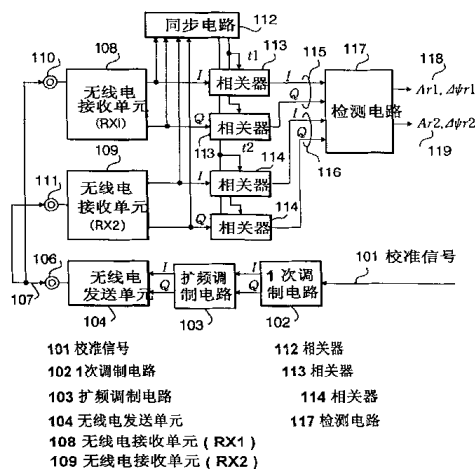 112
同步电路
110
108
无线电
接收单元
(RX1)
I
Q
t1
113
相关器
I
115
117
118
Q
相关器
113
I
检测电路
Ar1, Δψr1
Ar2, Δψr2
119
109
111
无线电
接收单元
(RX2)
I
Q
t2
114
相关器
Q
116
相关器
114
106
107
无线电
发送单元
104
I
Q
扩频调
制电路
103
I
Q
1次调
制电路
102
101 校准信号
101 校准信号
112 相关器
102 1次调制电路
113 相关器
103 扩频调制电路
114 相关器
104 无线电发送单元
117 检测电路
108 无线电接收单元 ( RX1 )
109 无线电接收单元 ( RX2 )